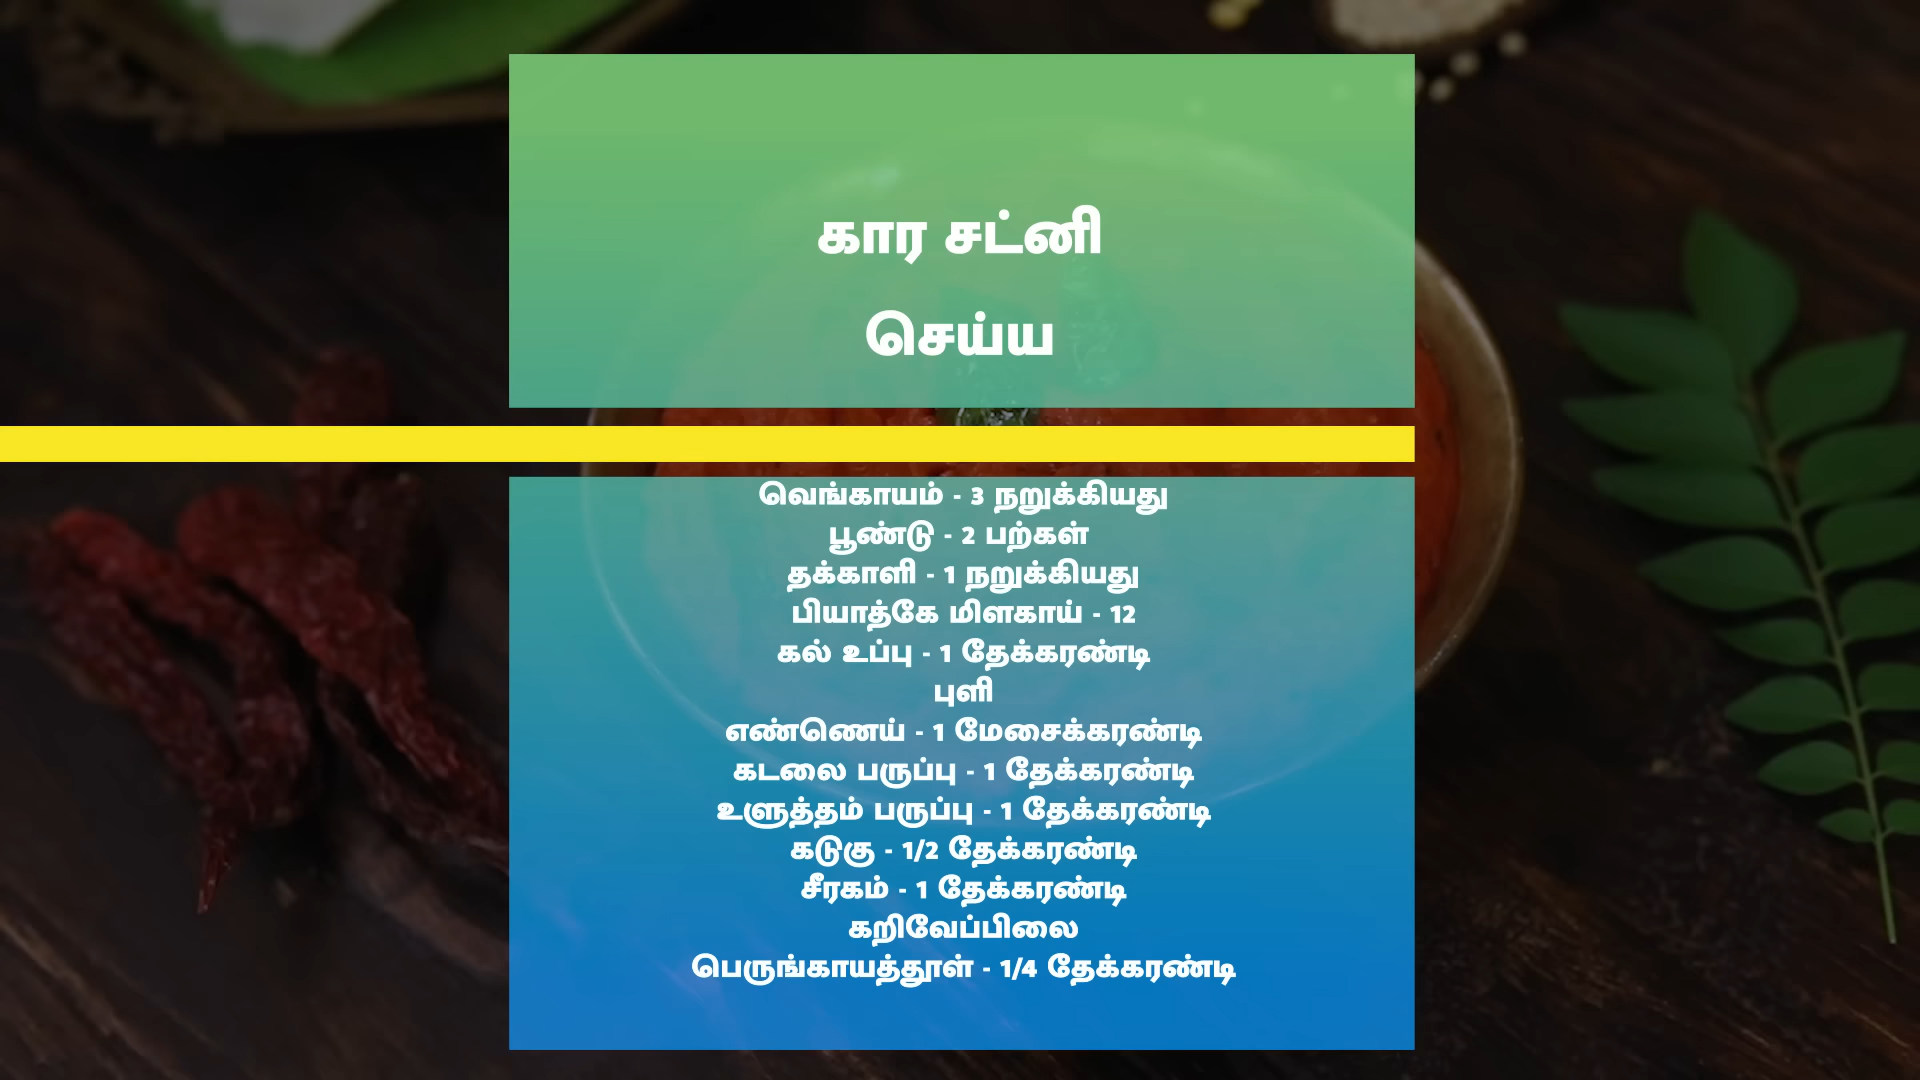 கார சட்னி
செய்ய
வெங்காயம் - 3 நறுக்கியது
பூண்டு - 2 பற்கள்
தக்காளி - 1 நறுக்கியது
பியாத்கே மிளகாய் - 12
கல் உப்பு - 1 தேக்கரண்டி
புளி
எண்ணெய் - 1 மேசைக்கரண்டி
கடலை பருப்பு - 1 தேக்கரண்டி
உளுத்தம் பருப்பு - 1 தேக்கரண்டி
கடுகு - 1/2 தேக்கரண்டி
சீரகம் - 1 தேக்கரண்டி
கறிவேப்பிலை
பெருங்காயத்தூள் - 1/4 தேக்கரண்டி